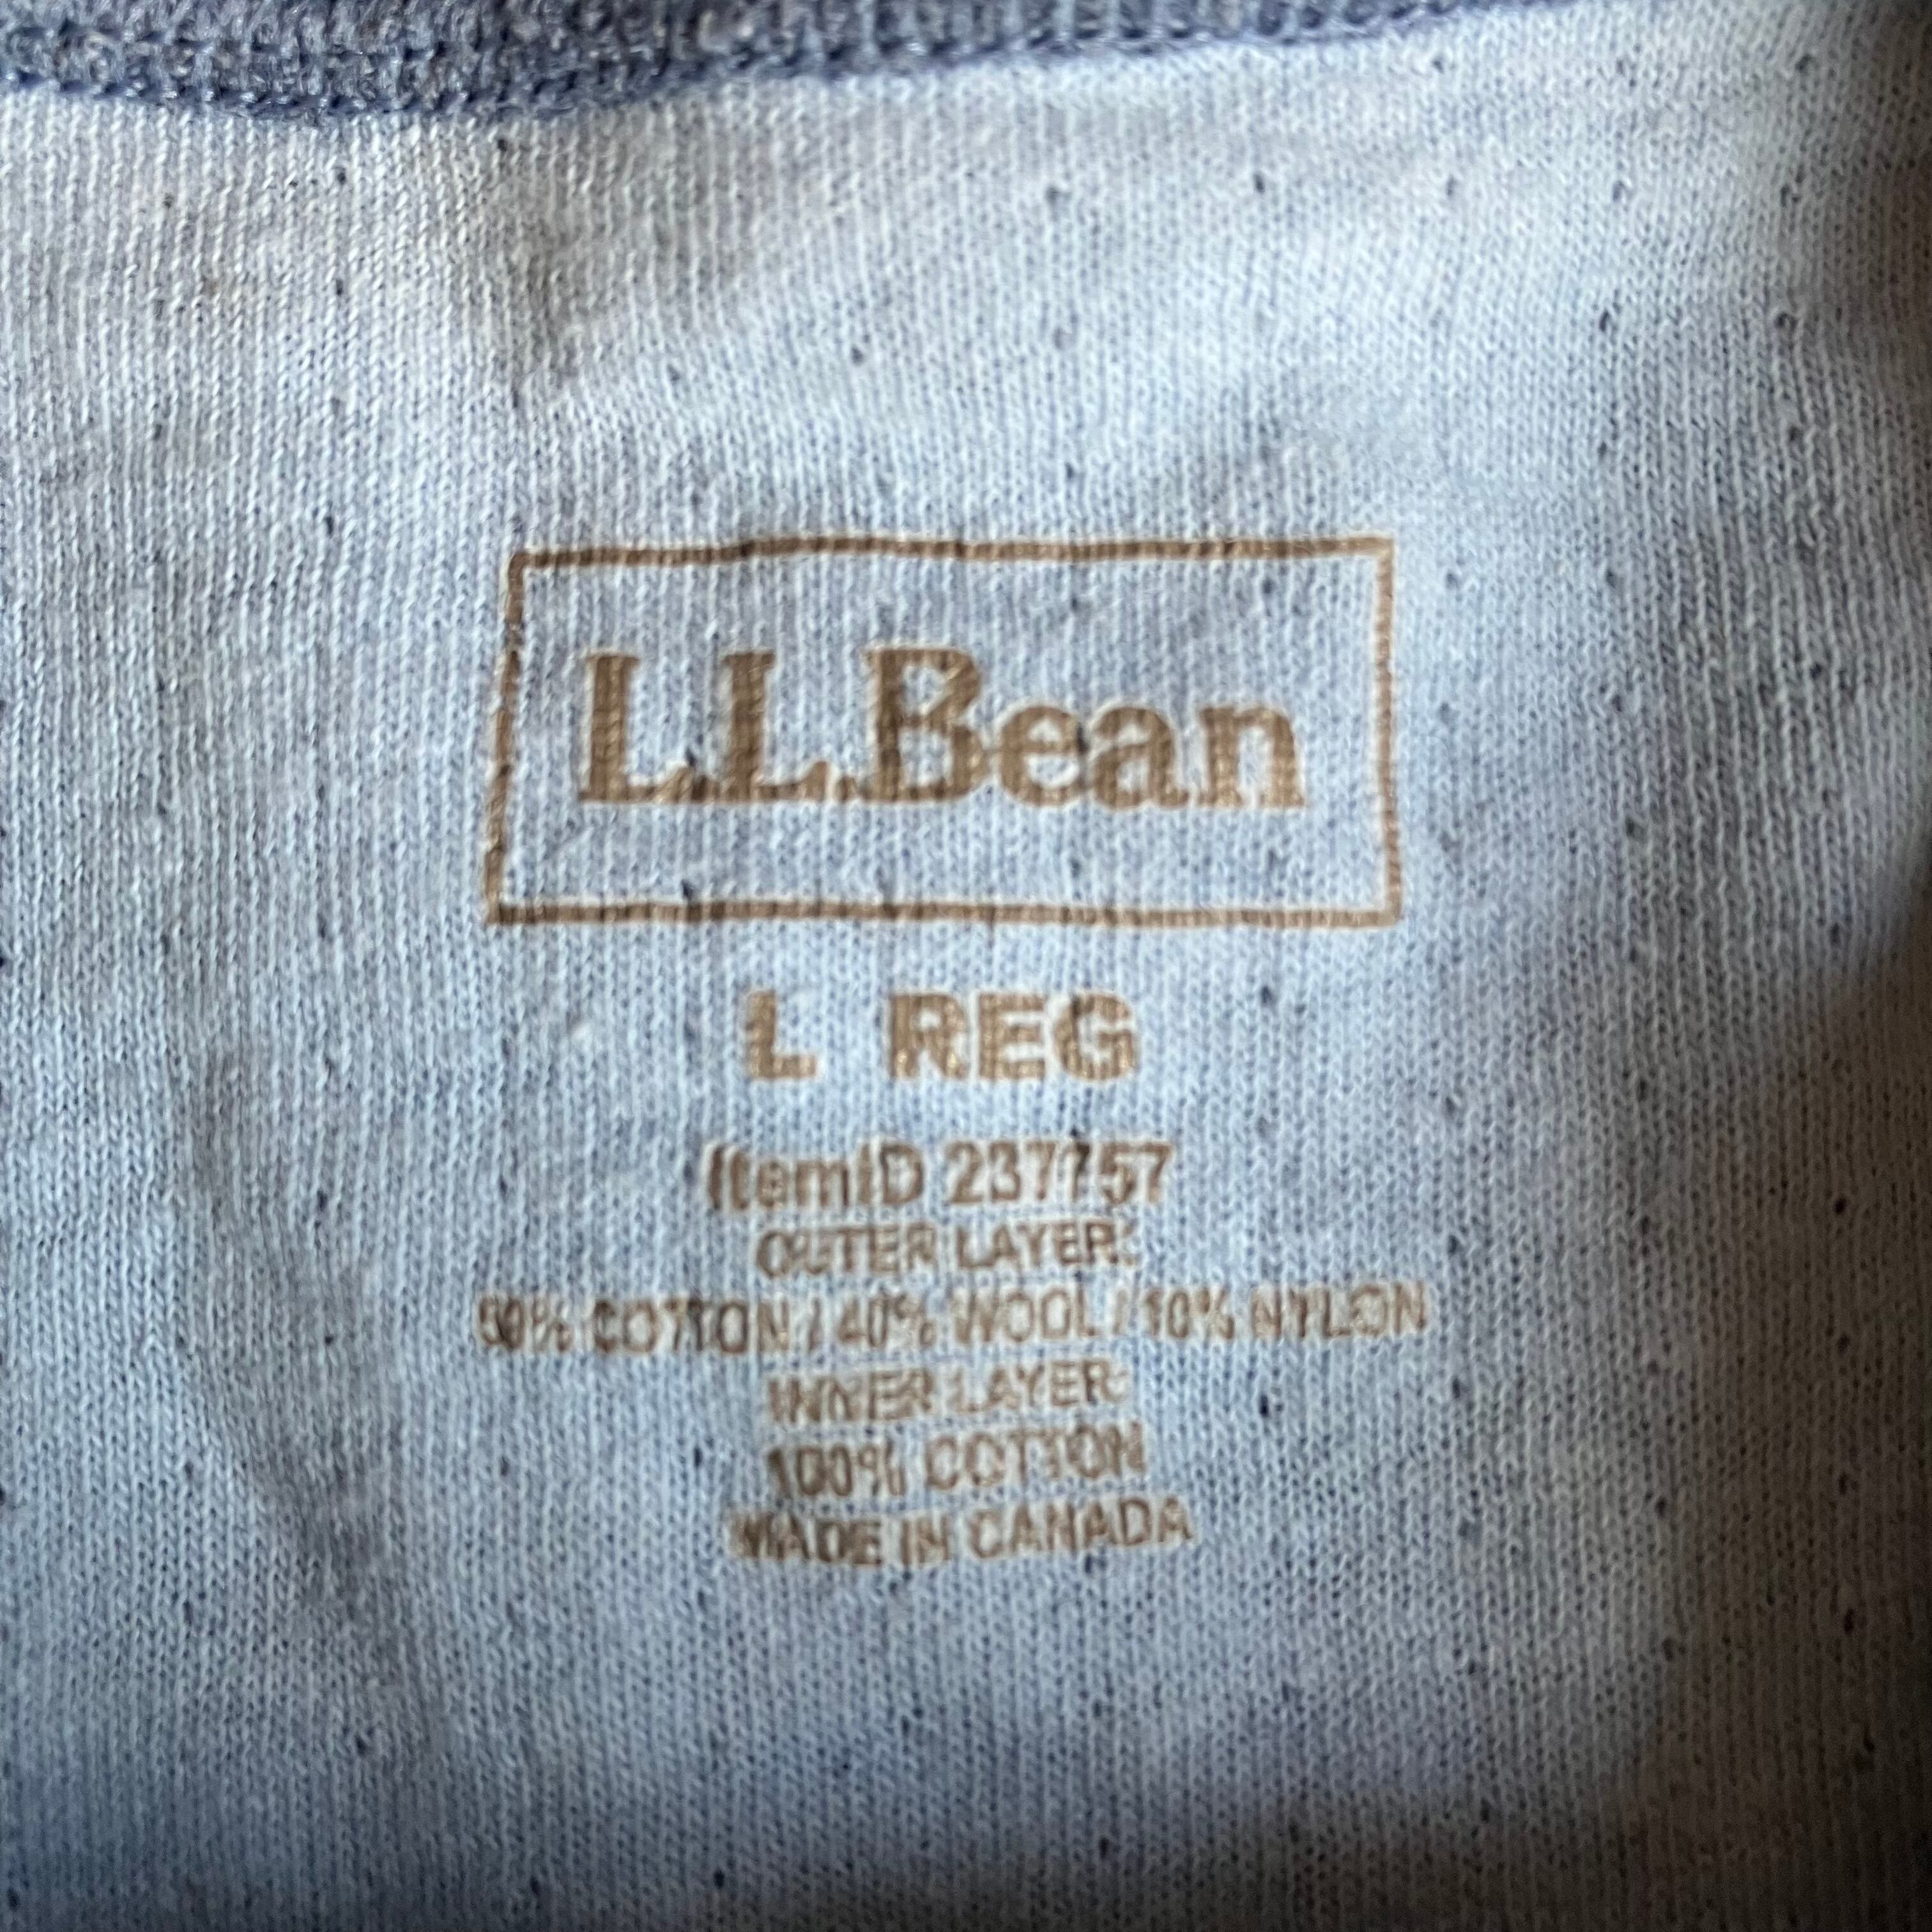 L.L.Bean
L REG
ItemID 237757
OUTER LAYER:
50% COTTON / 40% WOOL / 10% NYLON
INNER LAYER:
100% COTTON
MADE IN CANADA